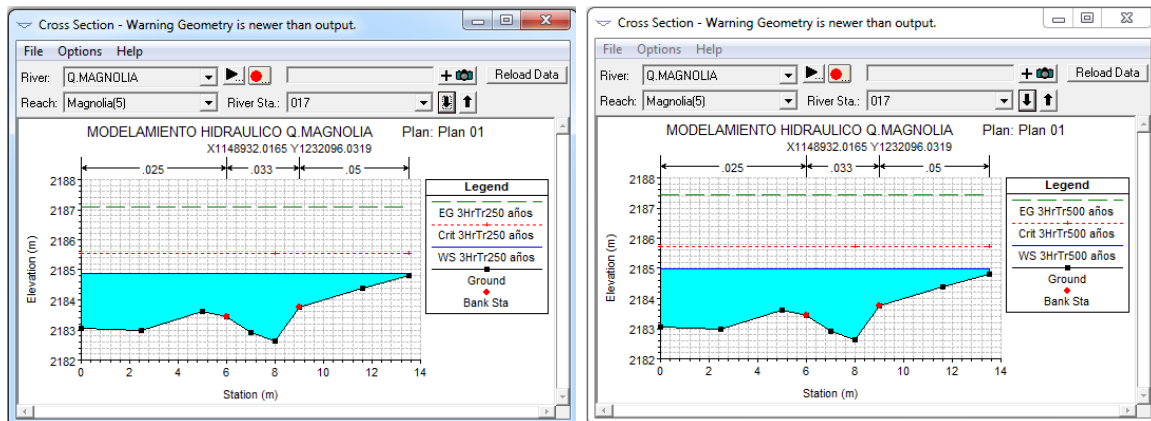 Cross Section - Warning Geometry is newer than output.
File Options Help
River: Q.MAGNOLIA Reload Data
Reach: Magnolia(5) River Sta.: 017
MODELAMIENTO HIDRAULICO Q.MAGNOLIA Plan: Plan 01
X1148932.0165 Y1232096.0319
.025 .033 .05
2188
2187
2186
2185
2184
2183
2182
Elevation (m)
0 2 4 6 8 10 12 14
Station (m)
Legend
EG 3HrTr250 años
Crit 3HrTr250 años
WS 3HrTr250 años
Ground
Bank Sta
Cross Section - Warning Geometry is newer than output.
File Options Help
River: Q.MAGNOLIA Reload Data
Reach: Magnolia(5) River Sta.: 017
MODELAMIENTO HIDRAULICO Q.MAGNOLIA Plan: Plan 01
X1148932.0165 Y1232096.0319
.025 .033 .05
2188
2187
2186
2185
2184
2183
2182
Elevation (m)
0 2 4 6 8 10 12 14
Station (m)
Legend
EG 3HrTr500 años
Crit 3HrTr500 años
WS 3HrTr500 años
Ground
Bank Sta